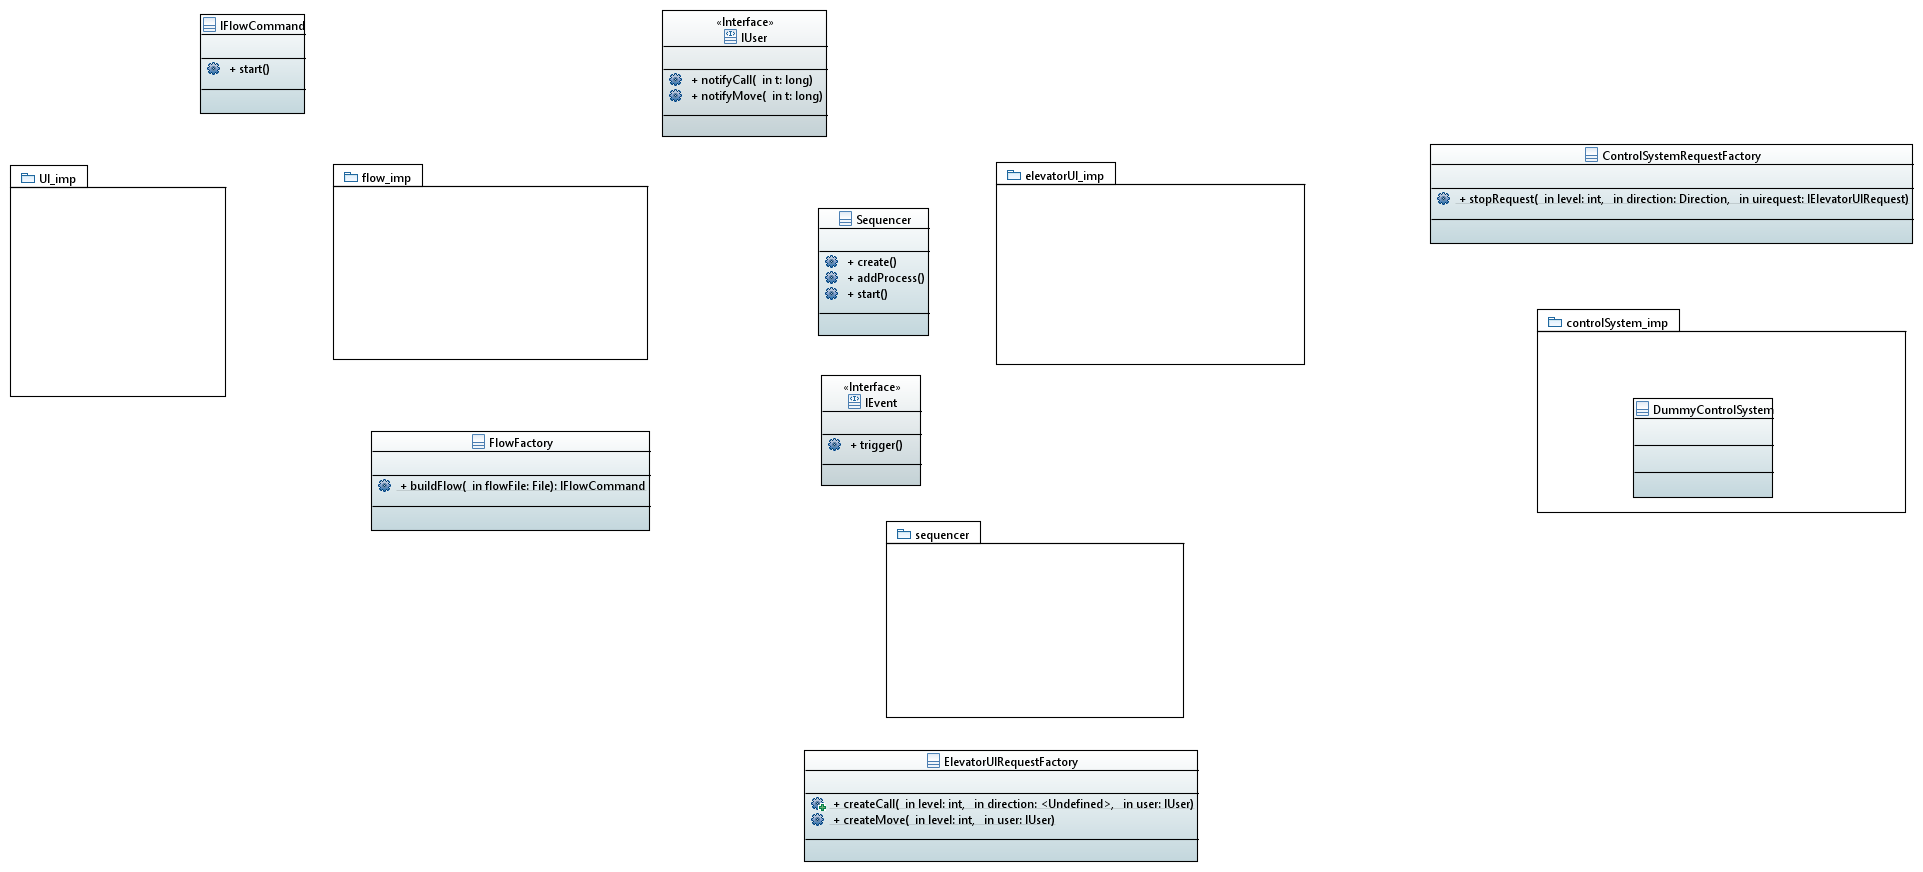 IFlowCommand
+ start()
«Interface»
IUser
+ notifyCall( in t: long)
+ notifyMove( in t: long)
ControlSystemRequestFactory
+ stopRequest( in level: int, in direction: Direction, in uirequest: IElevatorUIRequest)
UI_imp
flow_imp
elevatorUI_imp
Sequencer
+ create()
+ addProcess()
+ start()
controlSystem_imp
DummyControlSystem
«Interface»
IEvent
+ trigger()
FlowFactory
+ buildFlow( in flowFile: File): IFlowCommand
sequencer
ElevatorUIRequestFactory
+ createCall( in level: int, in direction: <Undefined>, in user: IUser)
+ createMove( in level: int, in user: IUser)